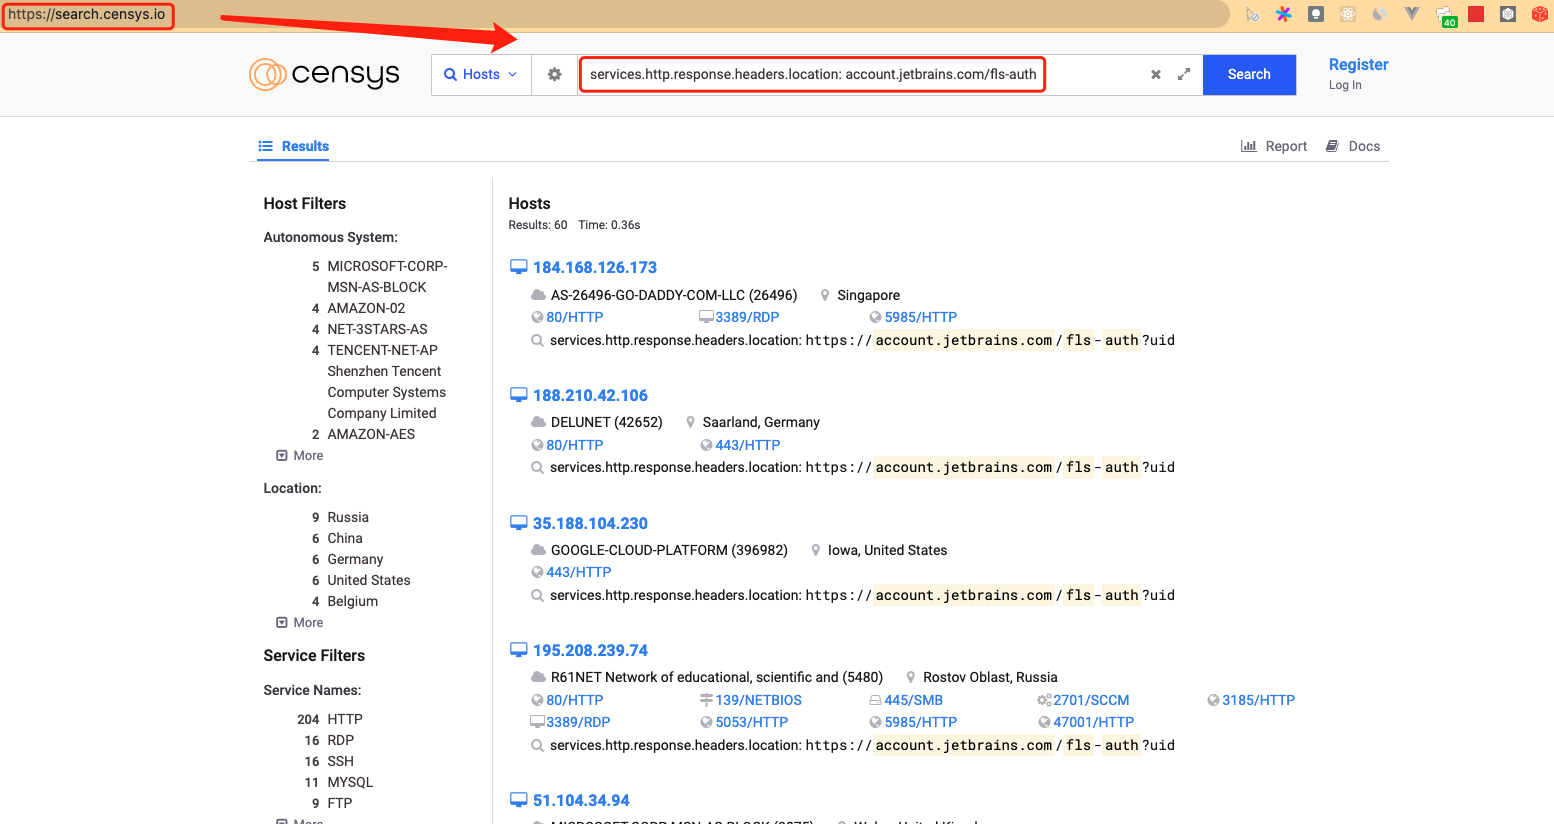 https://search.censys.io
40
censys
Hosts
services.http.response.headers.location: account.jetbrains.com/fls-auth
Search
Register
Log In
Results
Report
Docs
Host Filters
Autonomous System:
5 MICROSOFT-CORP-
MSN-AS-BLOCK
4 AMAZON-02
4 NET-3STARS-AS
4 TENCENT-NET-AP
Shenzhen Tencent
Computer Systems
Company Limited
2 AMAZON-AES
More
Location:
9 Russia
6 China
6 Germany
6 United States
4 Belgium
More
Service Filters
Service Names:
204 HTTP
16 RDP
16 SSH
11 MYSQL
9 FTP
More
Hosts
Results: 60 Time: 0.36s
184.168.126.173
AS-26496-GO-DADDY-COM-LLC (26496) Singapore
80/HTTP 3389/RDP 5985/HTTP
services.http.response.headers.location: https://account.jetbrains.com/fls-auth?uid
188.210.42.106
DELUNET (42652) Saarland, Germany
80/HTTP 443/HTTP
services.http.response.headers.location: https://account.jetbrains.com/fls-auth?uid
35.188.104.230
GOOGLE-CLOUD-PLATFORM (396982) Iowa, United States
443/HTTP
services.http.response.headers.location: https://account.jetbrains.com/fls-auth?uid
195.208.239.74
R61NET Network of educational, scientific and (5480) Rostov Oblast, Russia
80/HTTP 139/NETBIOS 445/SMB 2701/SCCM 3185/HTTP
3389/RDP 5053/HTTP 5985/HTTP 47001/HTTP
services.http.response.headers.location: https://account.jetbrains.com/fls-auth?uid
51.104.34.94
MICROSOFT-CORP-MSN-AS-BLOCK